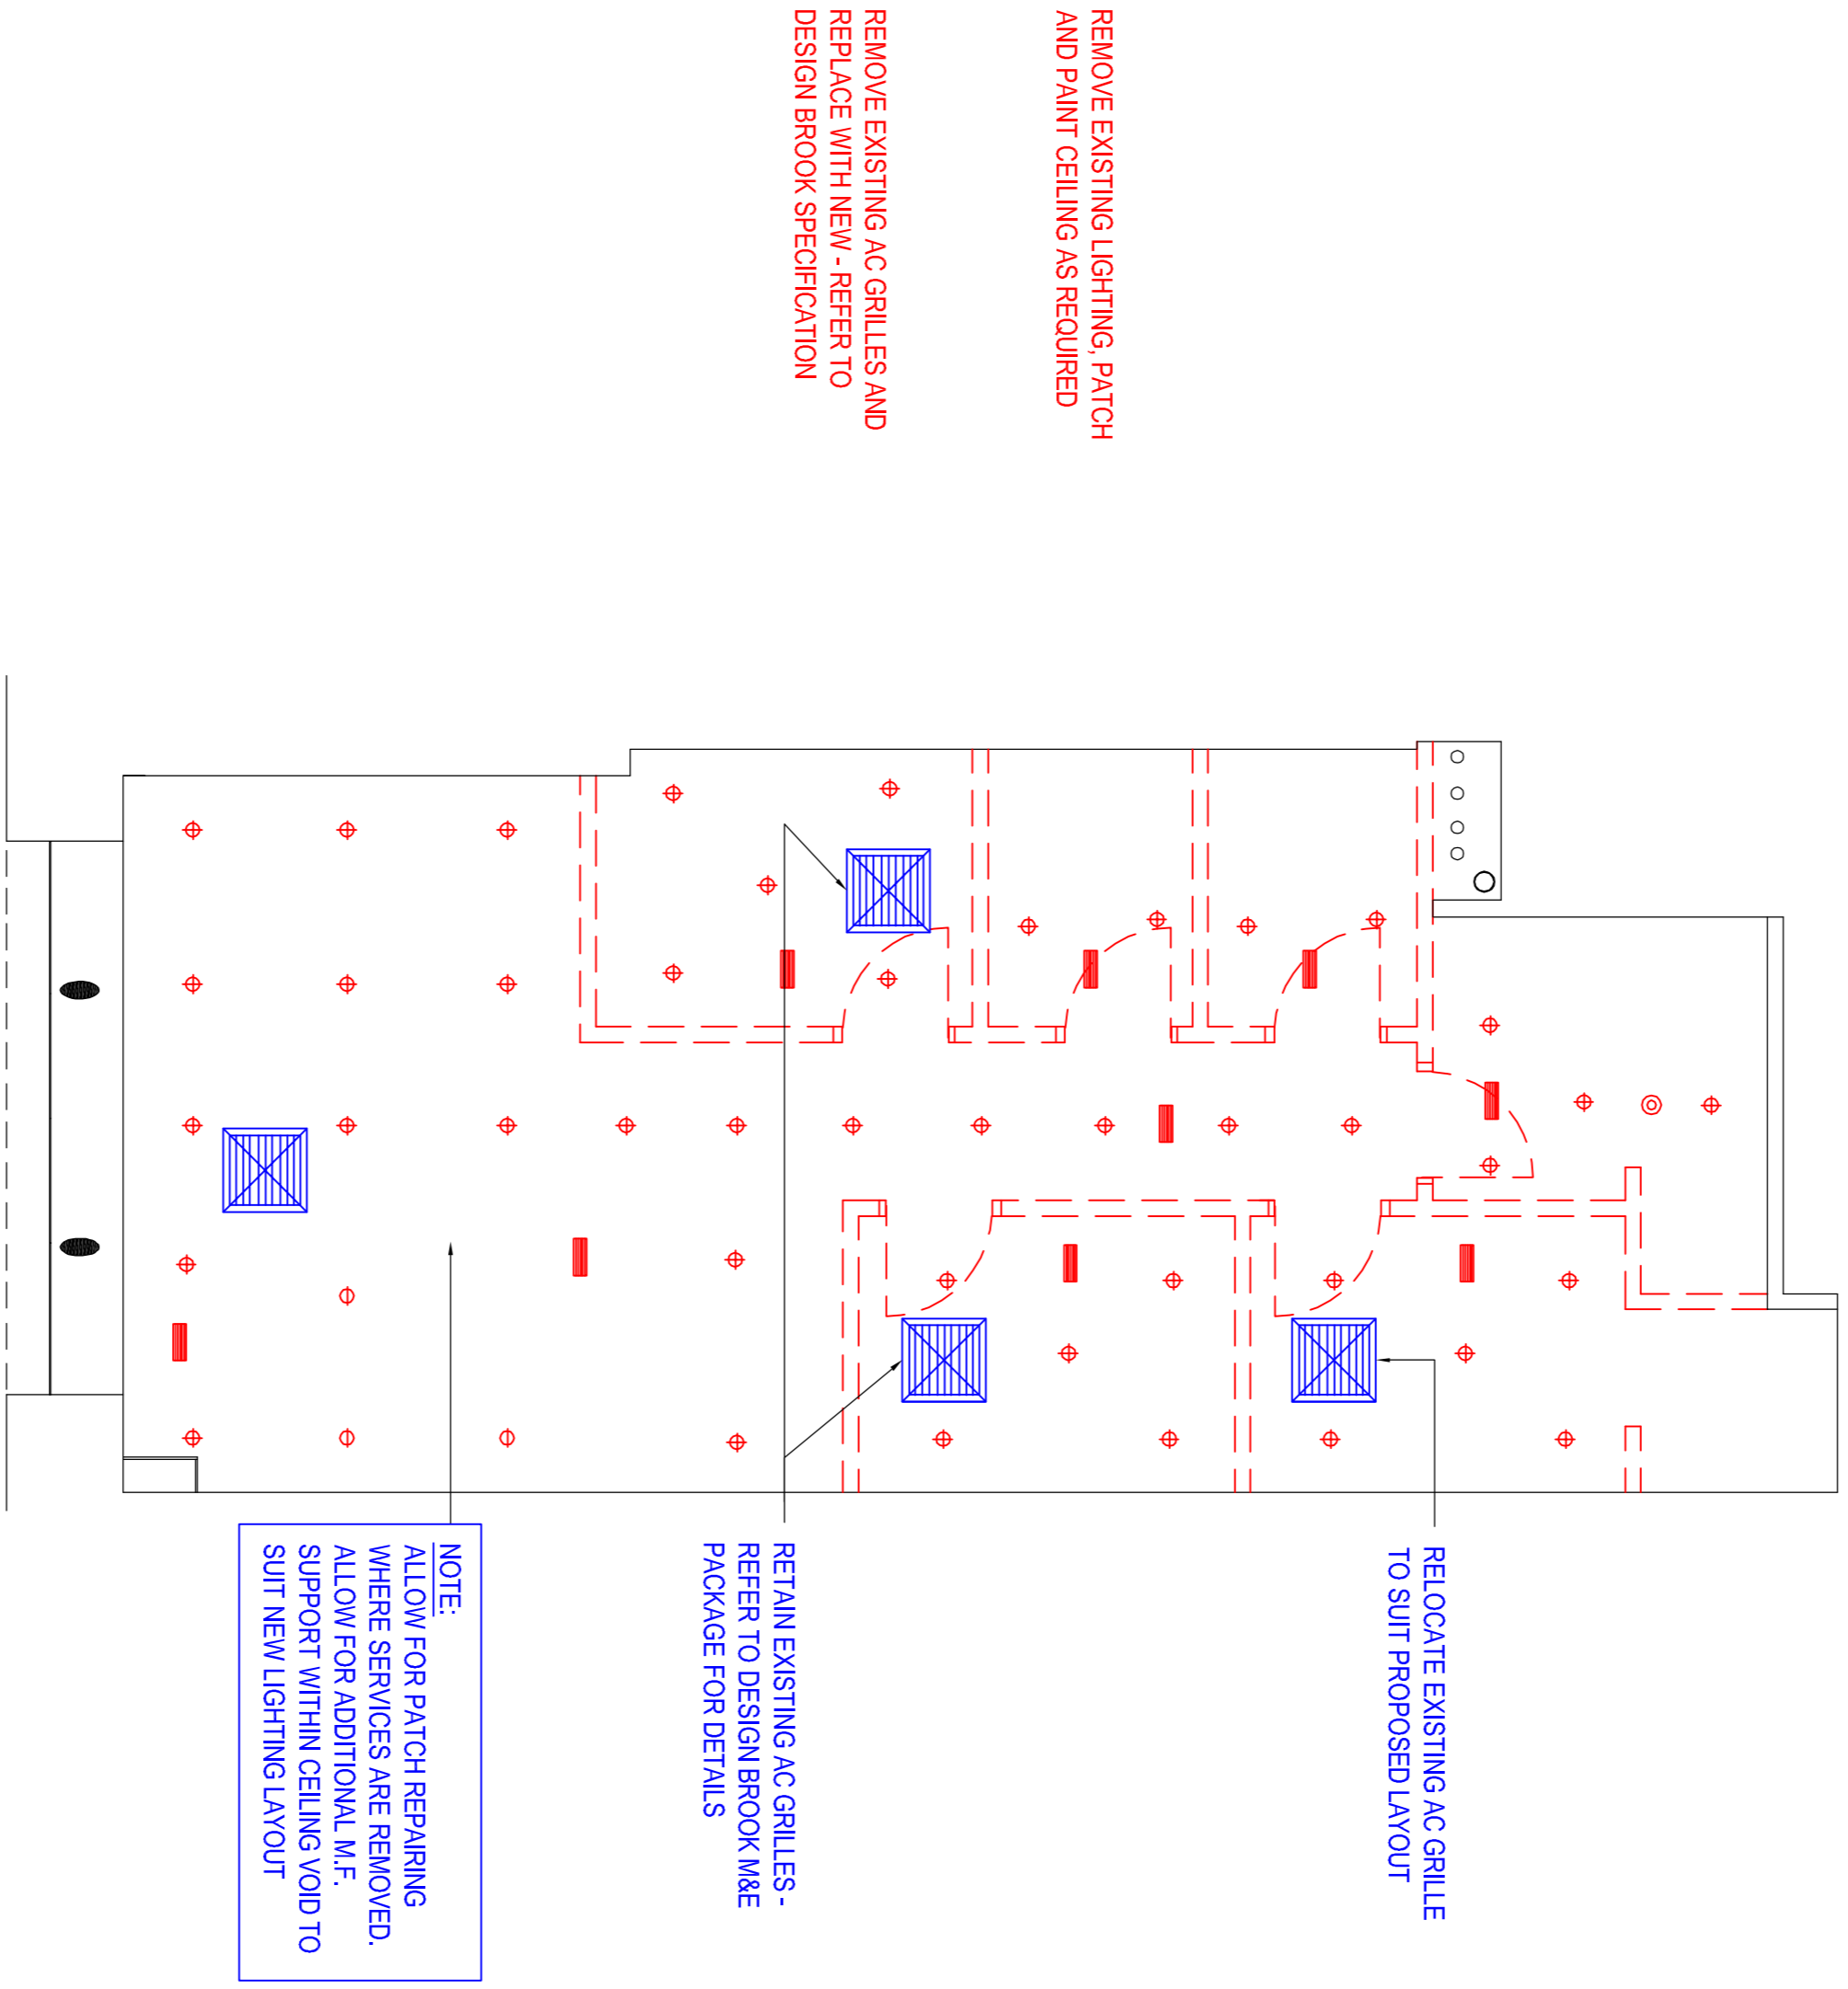 REMOVE EXISTING LIGHTING, PATCH
AND PAINT CEILING AS REQUIRED
REMOVE EXISTING AC GRILLES AND
REPLACE WITH NEW - REFER TO
DESIGN BROOK SPECIFICATION
RELOCATE EXISTING AC GRILLE
TO SUIT PROPOSED LAYOUT
RETAIN EXISTING AC GRILLES -
REFER TO DESIGN BROOK M&E
PACKAGE FOR DETAILS
NOTE:
ALLOW FOR PATCH REPAIRING
WHERE SERVICES ARE REMOVED.
ALLOW FOR ADDITIONAL M.F.
SUPPORT WITHIN CEILING VOID TO
SUIT NEW LIGHTING LAYOUT